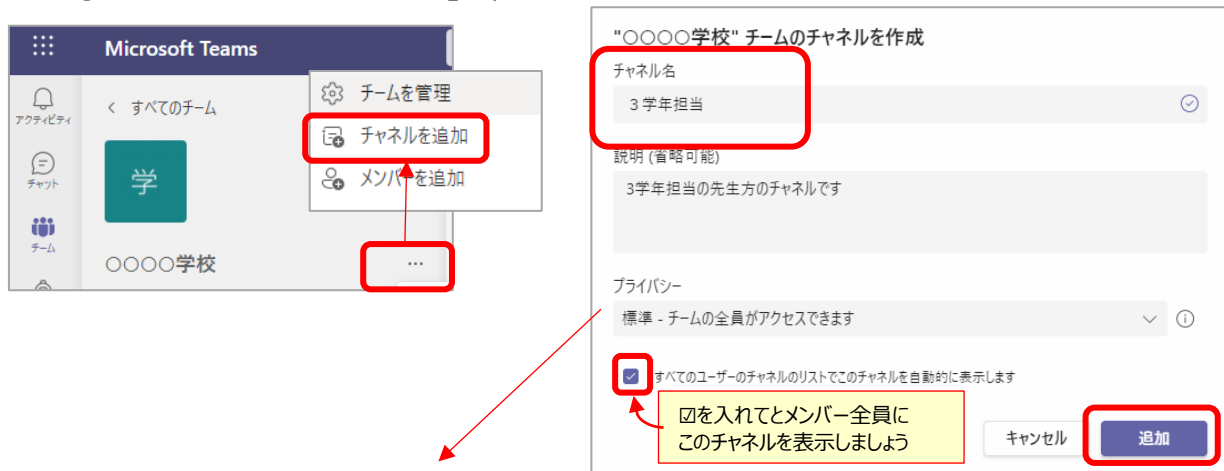 Microsoft Teams
アクティビティ
< すべてのチーム
チームを管理
チャネルを追加
メンバーを追加
チャット
学
チーム
○○○○学校
...
"○○○○学校" チームのチャネルを作成
チャネル名
3 学年担当
説明 (省略可能)
3学年担当の先生方のチャネルです
プライバシー
標準 - チームの全員がアクセスできます
すべてのユーザーのチャネルのリストでこのチャネルを自動的に表示します
☑を入れてとメンバー全員に
このチャネルを表示しましょう
キャンセル
追加